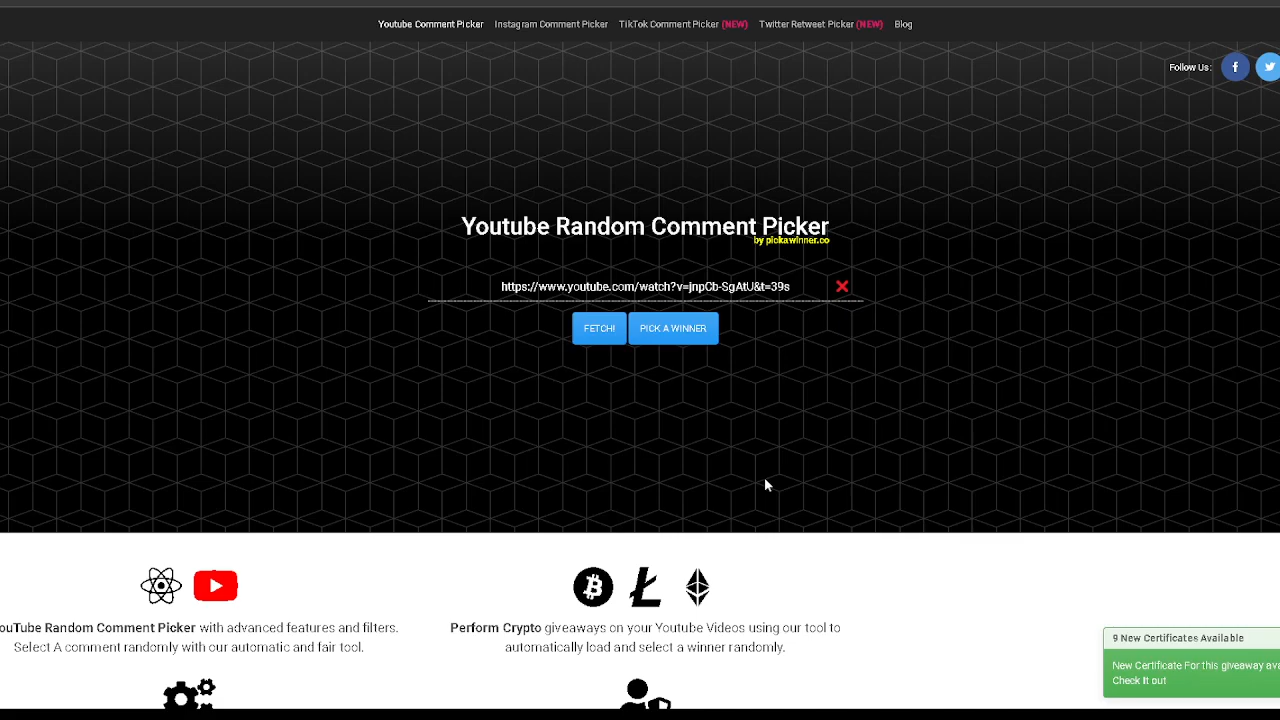 Youtube Comment Picker Instagram Comment Picker TikTok Comment Picker (NEW) Twitter Retweet Picker (NEW) Blog
Follow Us:
Youtube Random Comment Picker
by pickawinner.co
https://www.youtube.com/watch?v=jnpCb-SgAtU&t=39s
FETCH! PICK A WINNER
ouTube Random Comment Picker with advanced features and filters.
Select A comment randomly with our automatic and fair tool.
Perform Crypto giveaways on your Youtube Videos using our tool to
automatically load and select a winner randomly.
9 New Certificates Available
New Certificate For this giveaway ava
Check It out